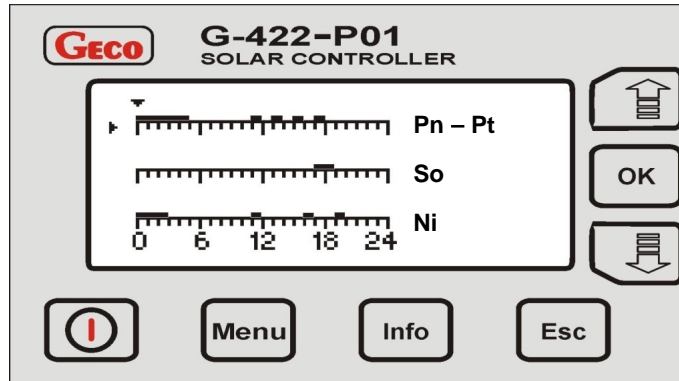 GECO
G-422-P01
SOLAR CONTROLLER
Pn – Pt
So
Ni
0 6 12 18 24
OK
Menu Info Esc